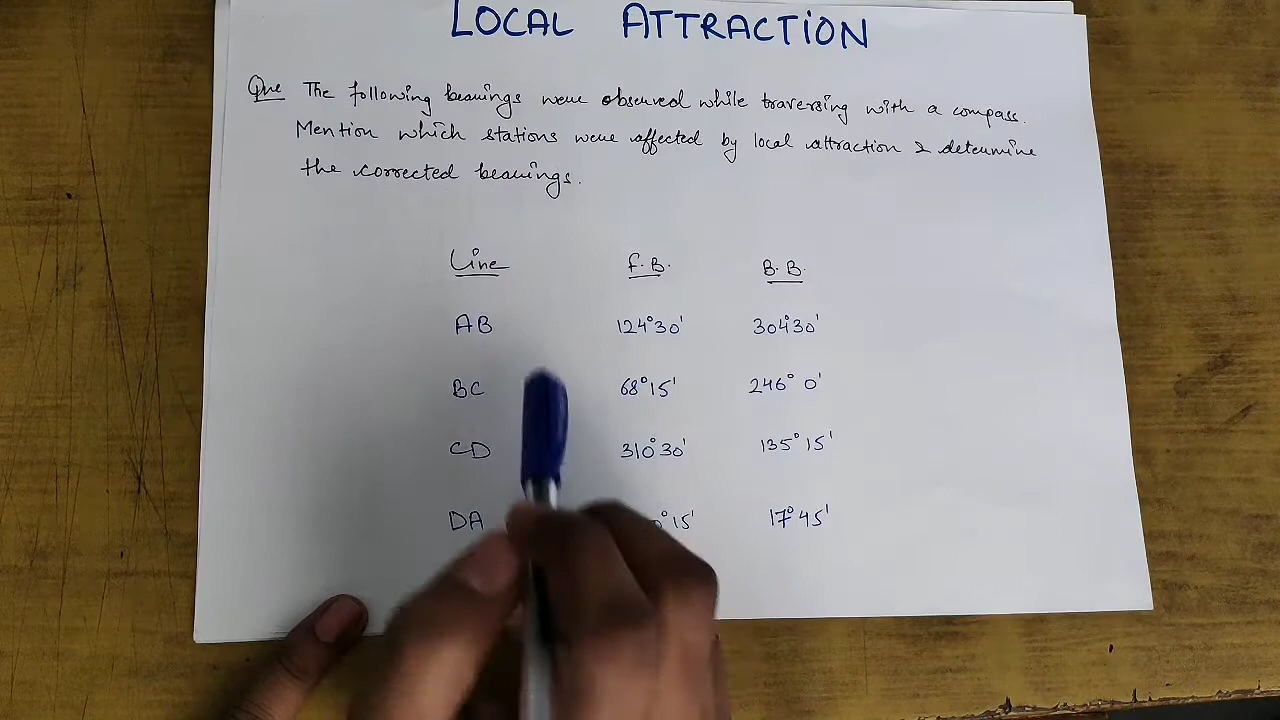 LOCAL ATTRACTION
Que The following bearings were observed while traversing with a compass.
Mention which stations were affected by local attraction & determine
the corrected bearings.
Line F.B. B.B.
AB 124°30' 304°30'
BC 68°15' 246° 0'
CD 310°30' 135°15'
DA °15' 17°45'